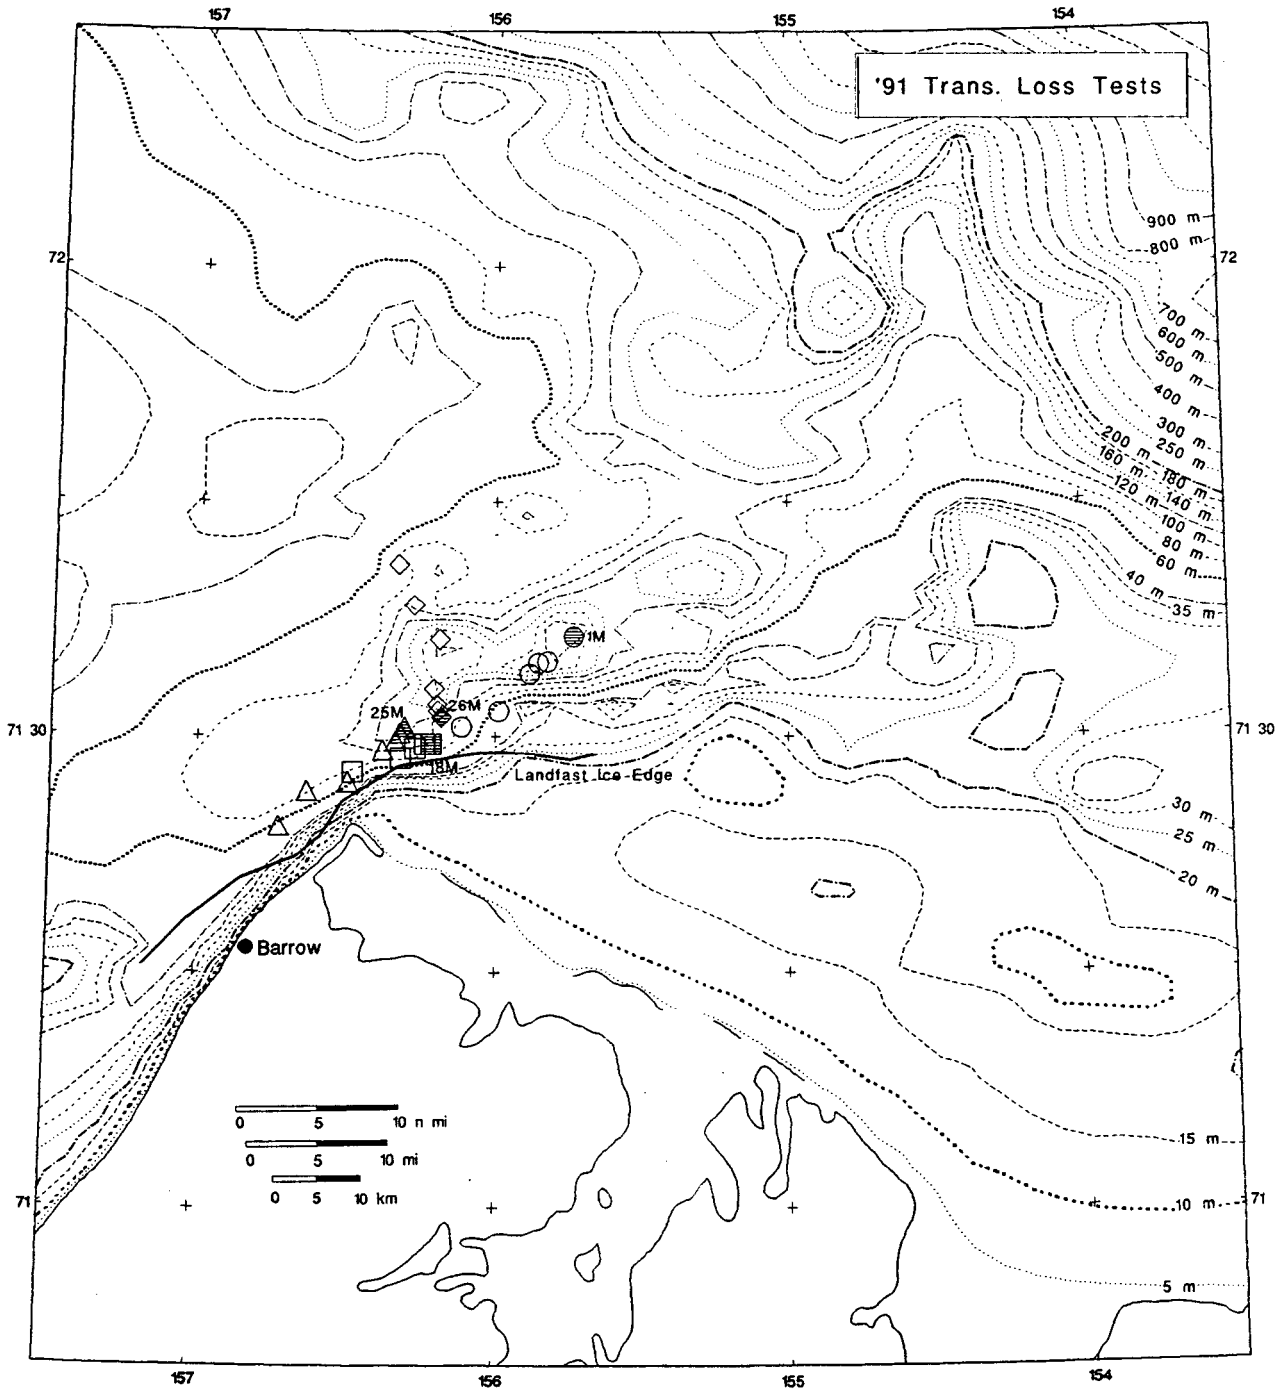 157 156 155 154
'91 Trans. Loss Tests
900 m
800 m
72 72
700 m
600 m
500 m
400 m
300 m
250 m
200 m
180 m
160 m
140 m
120 m
100 m
80 m
60 m
40 m
35 m
1M
26M
25M
71 30 71 30
18M
Landfast Ice Edge
30 m
25 m
20 m
Barrow
0 5 10 n mi
0 5 10 mi
0 5 10 km
15 m
71 71
10 m
5 m
157 156 155 154